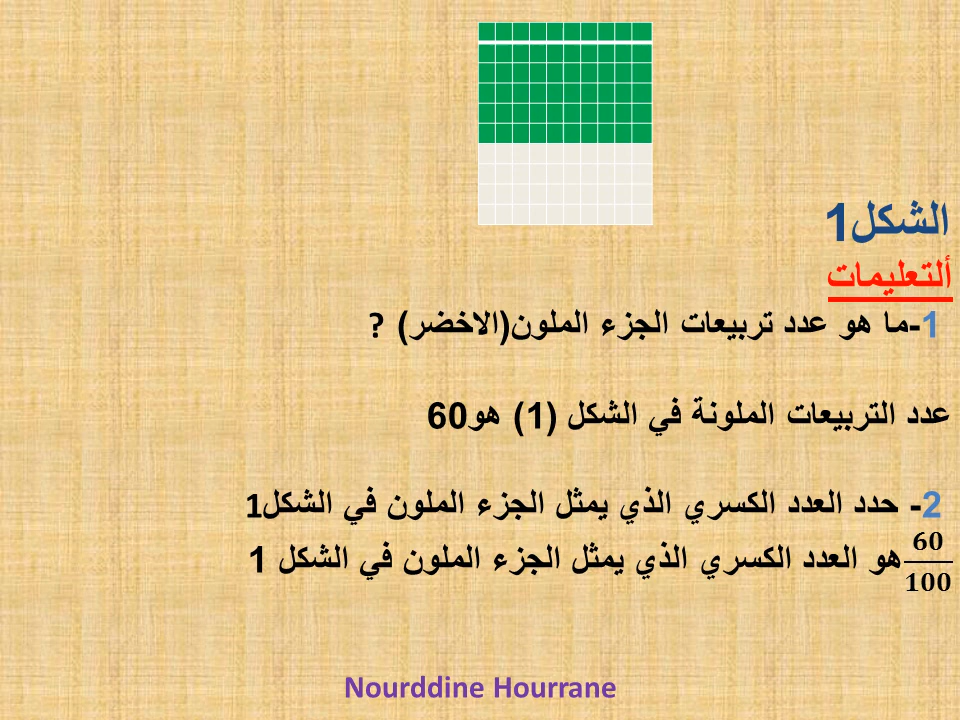 الشكل1
ألتعليمات
1-ما هو عدد تربيعات الجزء الملون(الاخضر) ?
عدد التربيعات الملونة في الشكل (1) هو60
2- حدد العدد الكسري الذي يمثل الجزء الملون في الشكل1
60/100 هو العدد الكسري الذي يمثل الجزء الملون في الشكل 1
Nourddine Hourrane